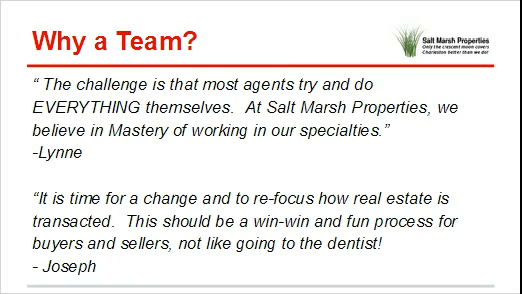 Why a Team?
Salt Marsh Properties
Only the crescent moon covers
Charleston better than we do!
“ The challenge is that most agents try and do
EVERYTHING themselves.  At Salt Marsh Properties, we
believe in Mastery of working in our specialties.”
-Lynne
“It is time for a change and to re-focus how real estate is
transacted.  This should be a win-win and fun process for
buyers and sellers, not like going to the dentist!
- Joseph